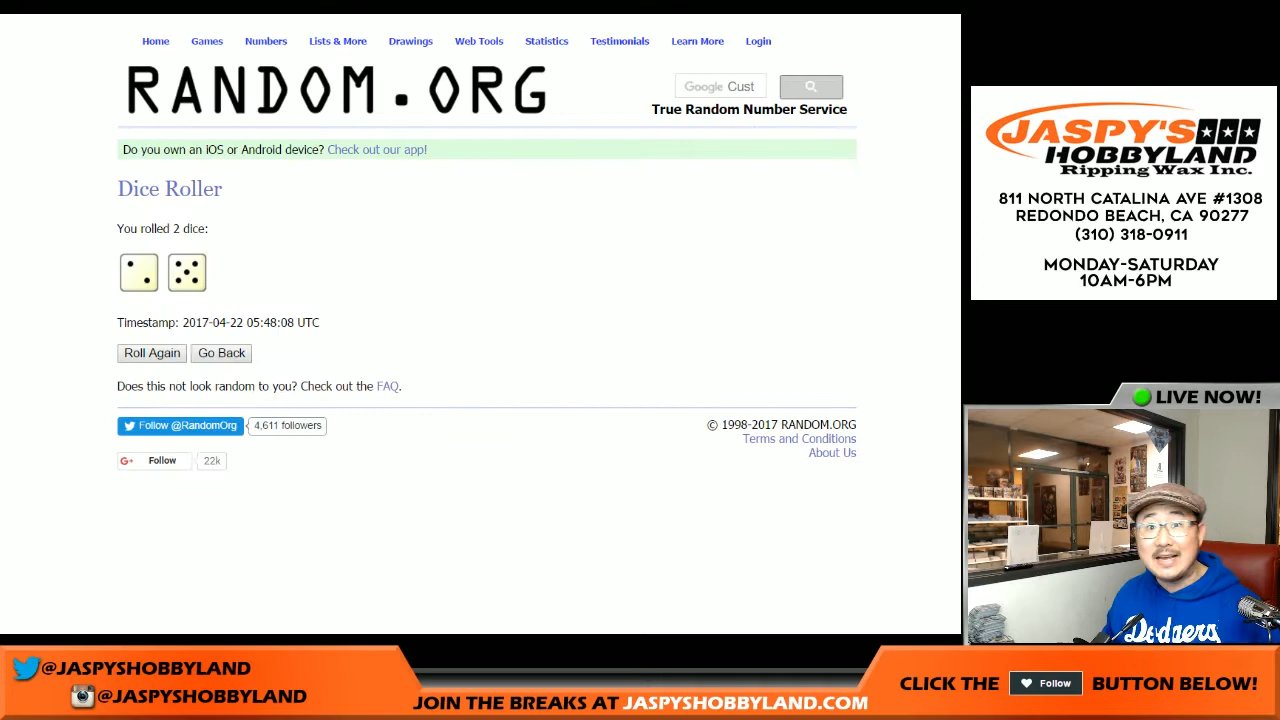 Home Games Numbers Lists & More Drawings Web Tools Statistics Testimonials Learn More Login
RANDOM.ORG
Google Cust
True Random Number Service
Do you own an iOS or Android device? Check out our app!
Dice Roller
You rolled 2 dice:
Timestamp: 2017-04-22 05:48:08 UTC
Roll Again Go Back
Does this not look random to you? Check out the FAQ.
Follow @RandomOrg 4,611 followers
G+ Follow 22k
© 1998-2017 RANDOM.ORG
Terms and Conditions
About Us
JASPY'S
HOBBYLAND
Ripping Wax Inc.
811 NORTH CATALINA AVE #1308
REDONDO BEACH, CA 90277
(310) 318-0911
MONDAY-SATURDAY
10AM-6PM
LIVE NOW!
Dodgers
@JASPYSHOBBYLAND
@JASPYSHOBBYLAND
JOIN THE BREAKS AT JASPYSHOBBYLAND.COM
CLICK THE Follow BUTTON BELOW!